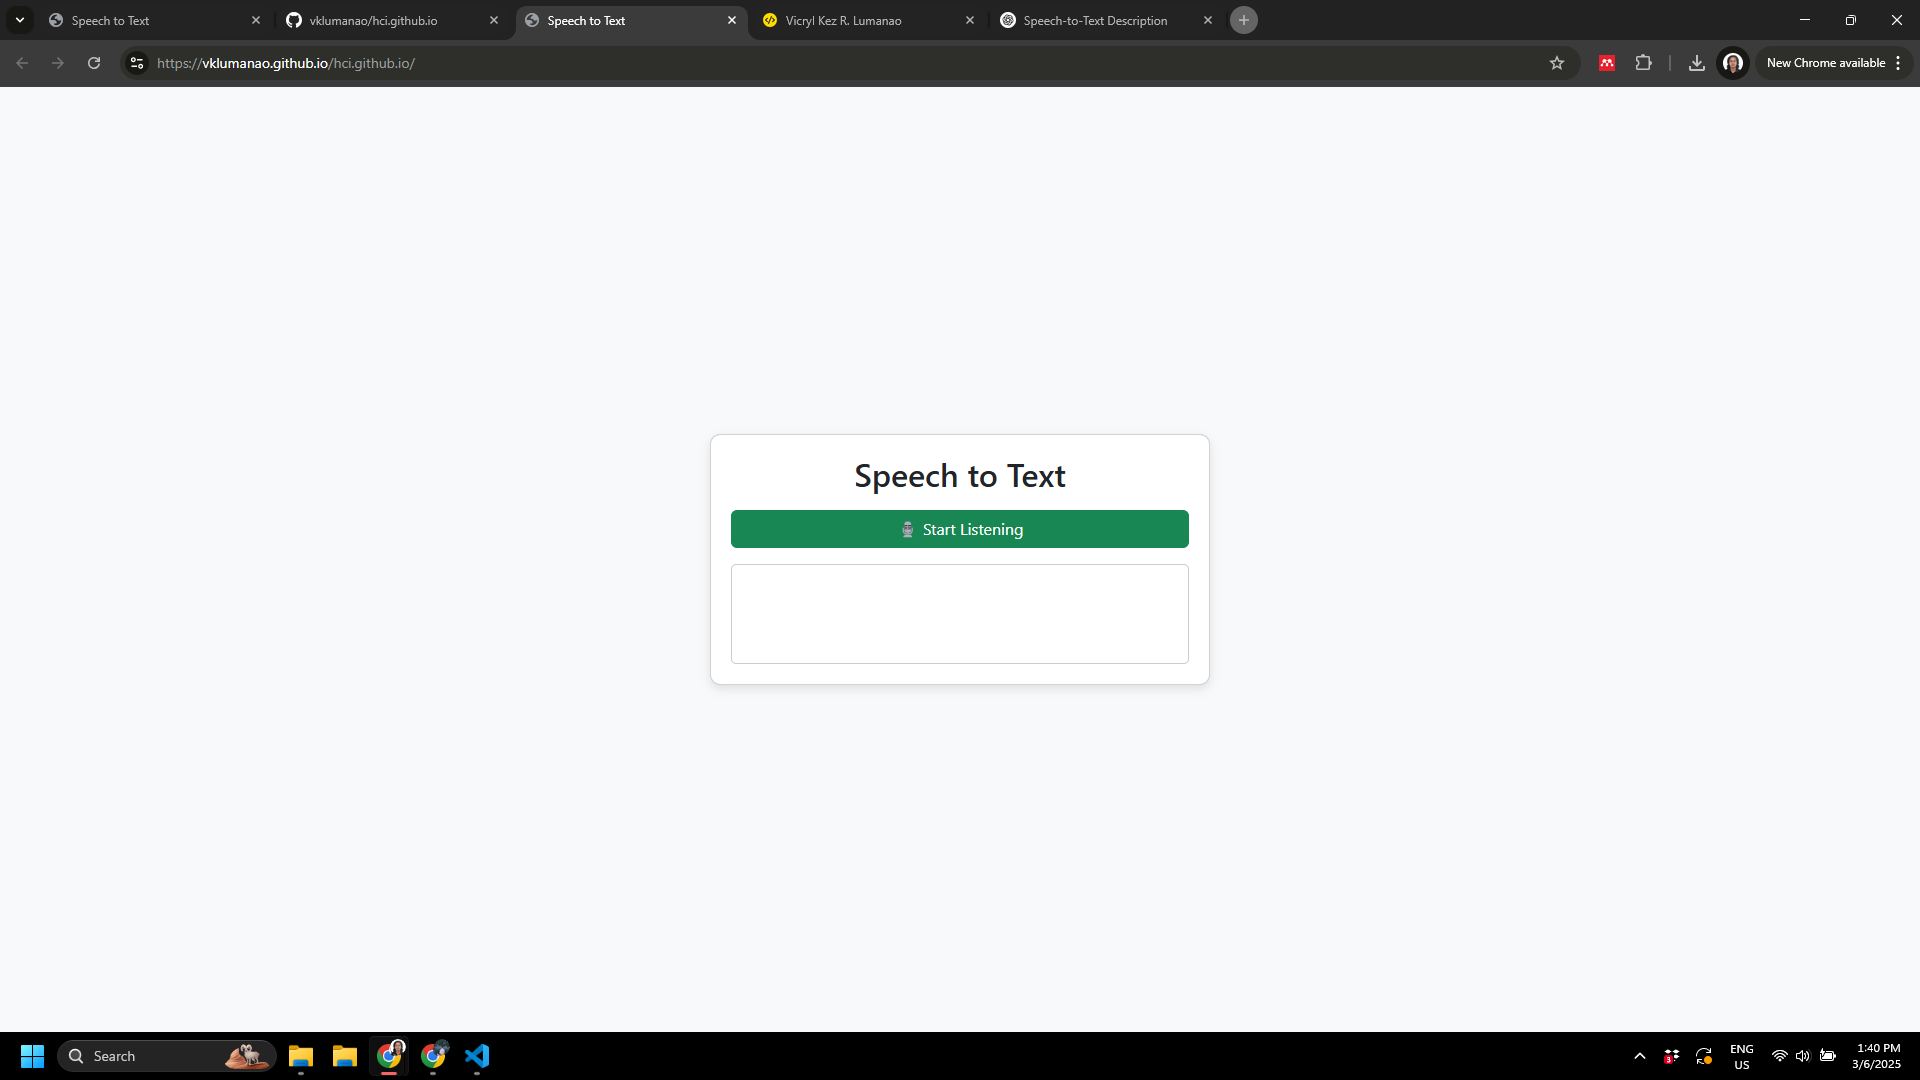 Speech to Text
vklumanao/hci.github.io
Speech to Text
Vicryl Kez R. Lumanao
Speech-to-Text Description
https://vklumanao.github.io/hci.github.io/
New Chrome available
Speech to Text
Start Listening
Search
3
ENG
US
1:40 PM
3/6/2025